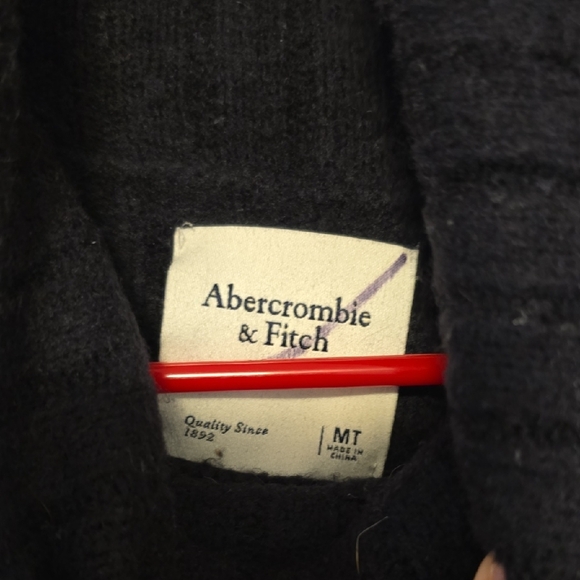 Abercrombie
& Fitch
Quality Since
1892
MT
MADE IN
CHINA